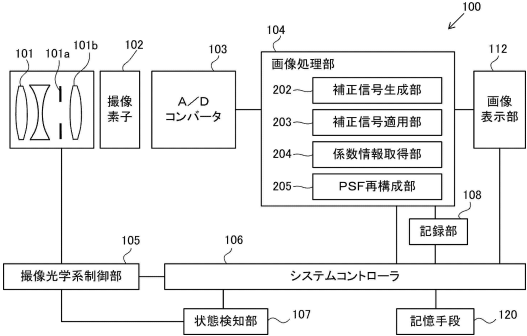 100
101
101a
101b
102
103
104
112
撮像
素子
A/D
コンバータ
画像処理部
202
補正信号生成部
203
補正信号適用部
204
係数情報取得部
205
PSF再構成部
画像
表示部
108
記録部
105
撮像光学系制御部
106
システムコントローラ
状態検知部
107
記憶手段
120